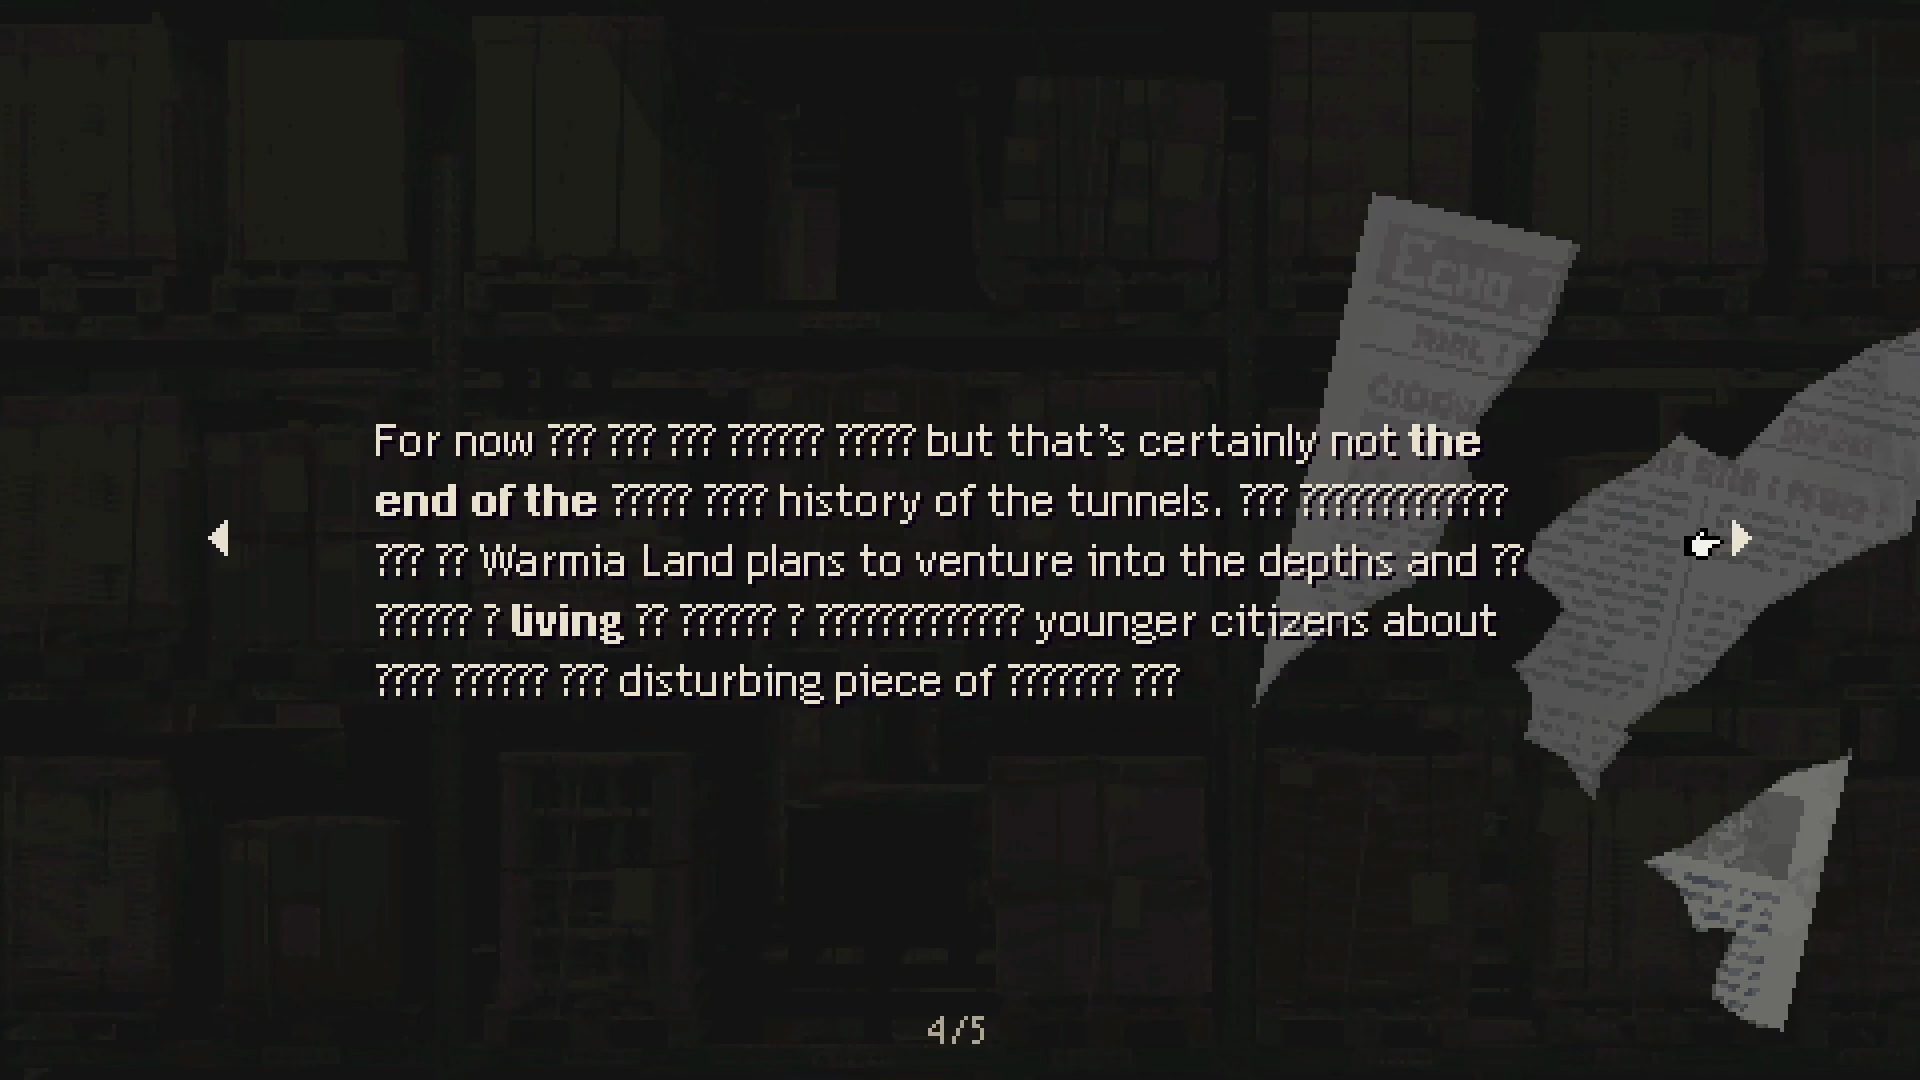 For now ??? ??? ??? ?????? ????? but that's certainly not the
end of the ????? ???? history of the tunnels. ??? ?????????????
??? ?? Warmia Land plans to venture into the depths and ??
?????? ? living ?? ?????? ? ????????????? younger citizens about
???? ?????? ??? disturbing piece of ??????? ???
ECHO
4/5